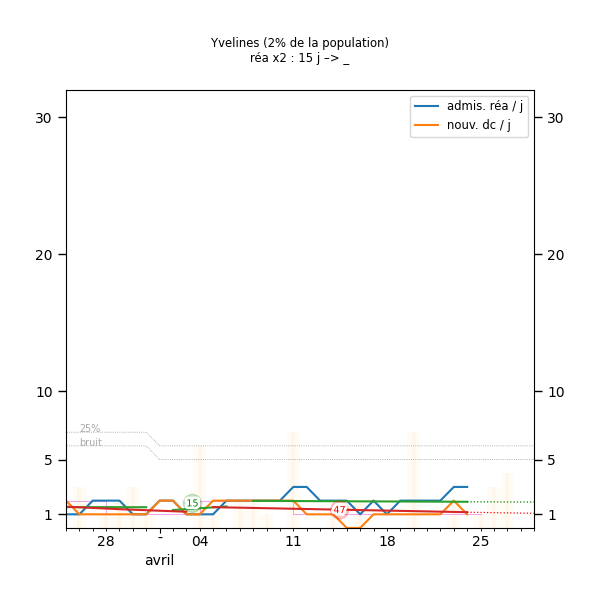 Yvelines (2% de la population)
réa x2 : 15 j –> _
admis. réa / j
nouv. dc / j
30 30
20 20
10 10
25%
bruit
5 5
15
47
1 1
28 - 04 11 18 25
avril